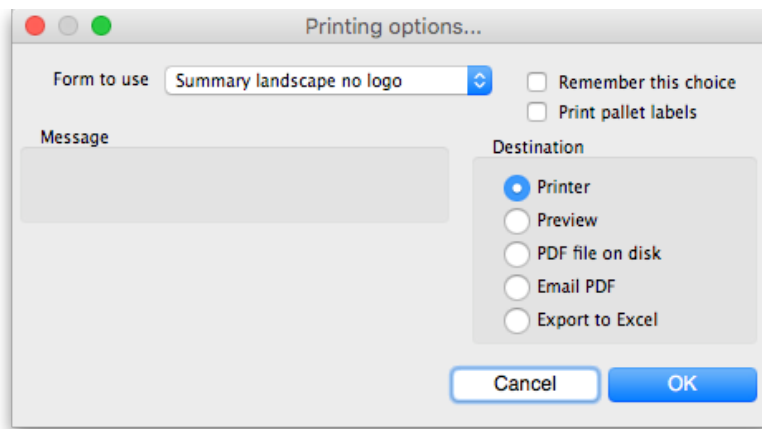 Printing options...
Form to use
Summary landscape no logo
Remember this choice
Print pallet labels
Message
Destination
Printer
Preview
PDF file on disk
Email PDF
Export to Excel
Cancel
OK